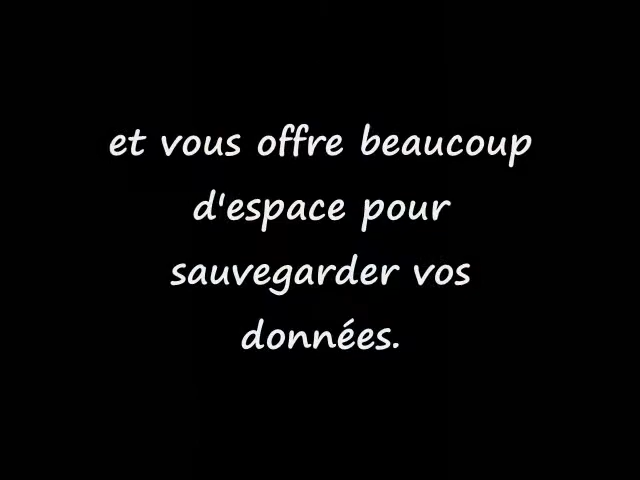 et vous offre beaucoup
d'espace pour
sauvegarder vos
données.